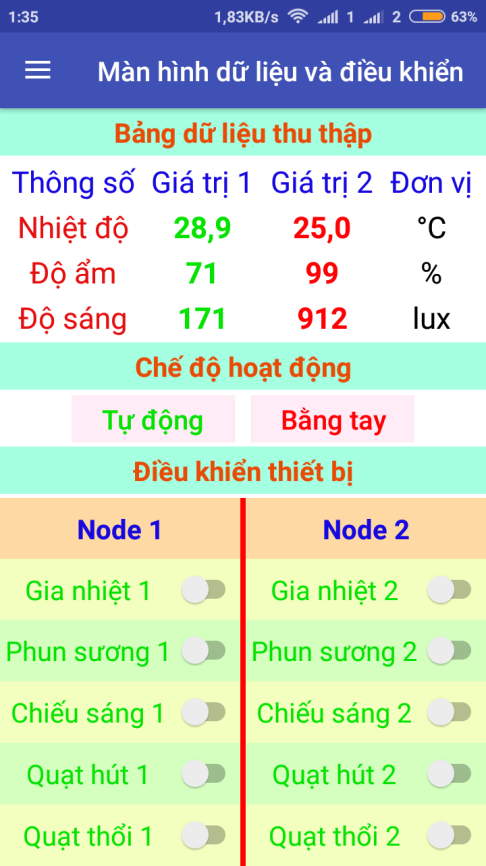 1:35 1,83KB/s 1 2 63%
Màn hình dữ liệu và điều khiển
Bảng dữ liệu thu thập
Thông số Giá trị 1 Giá trị 2 Đơn vị
Nhiệt độ 28,9 25,0 °C
Độ ẩm 71 99 %
Độ sáng 171 912 lux
Chế độ hoạt động
Tự động Bằng tay
Điều khiển thiết bị
Node 1 Node 2
Gia nhiệt 1 Gia nhiệt 2
Phun sương 1 Phun sương 2
Chiếu sáng 1 Chiếu sáng 2
Quạt hút 1 Quạt hút 2
Quạt thổi 1 Quạt thổi 2